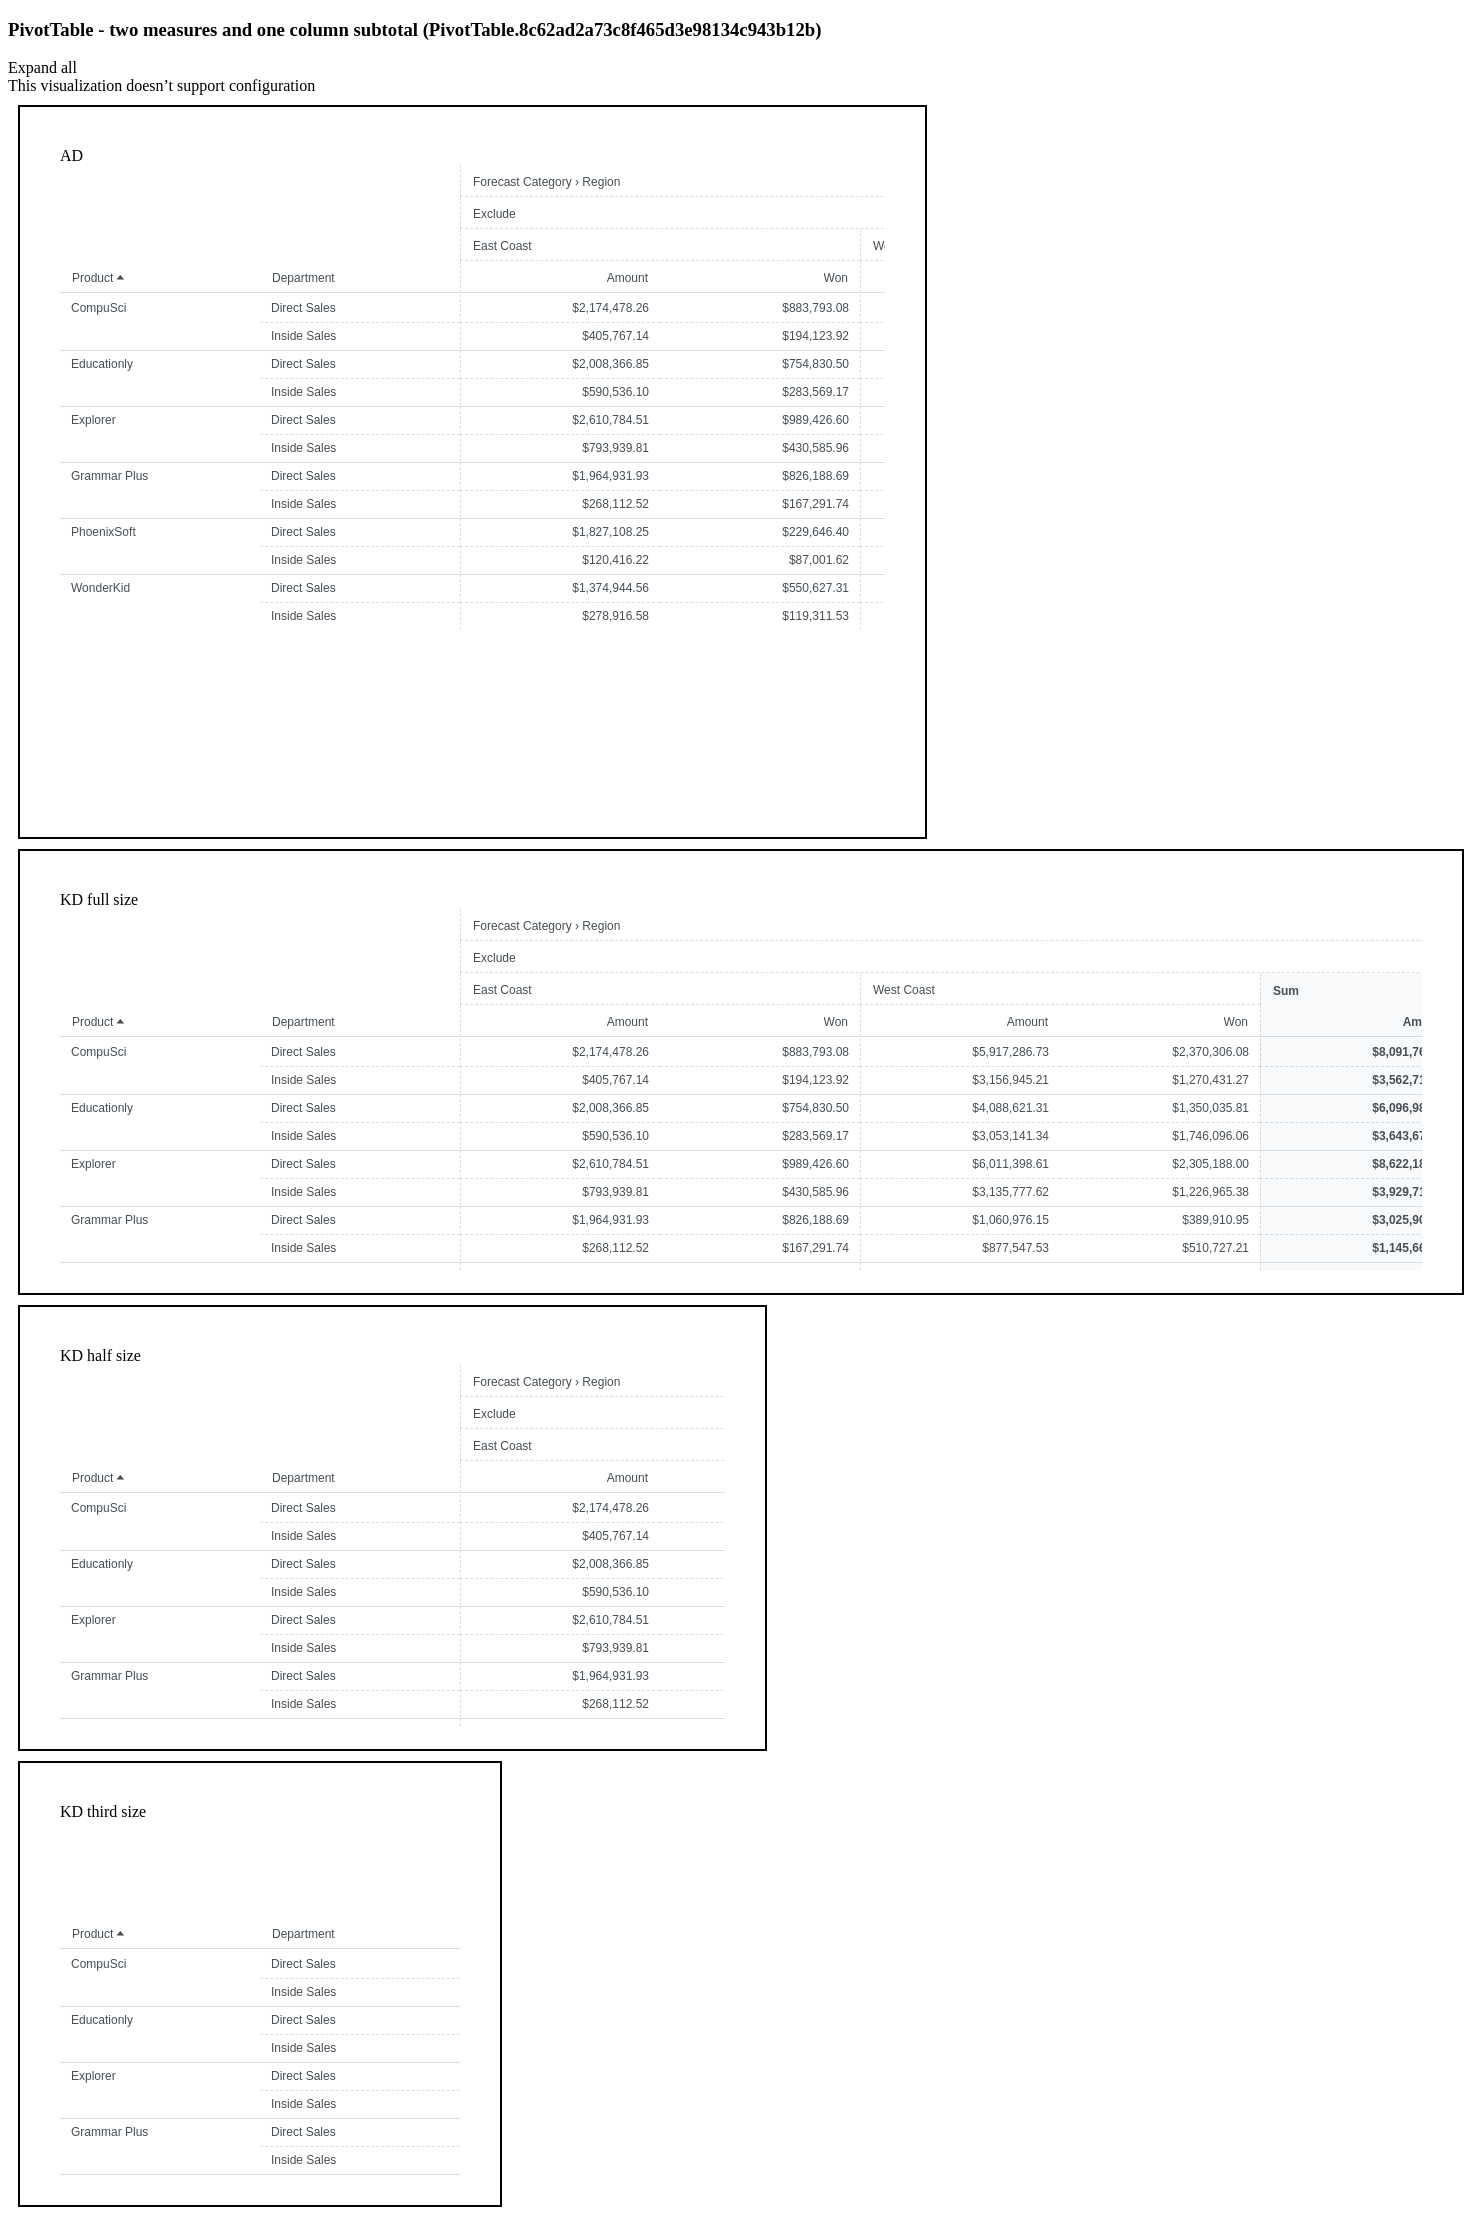 PivotTable - two measures and one column subtotal (PivotTable.8c62ad2a73c8f465d3e98134c943b12b)
Expand all
This visualization doesn’t support configuration
AD
Forecast Category › Region
Exclude
East Coast
Product Department Amount Won
CompuSci Direct Sales $2,174,478.26 $883,793.08
Inside Sales $405,767.14 $194,123.92
Educationly Direct Sales $2,008,366.85 $754,830.50
Inside Sales $590,536.10 $283,569.17
Explorer Direct Sales $2,610,784.51 $989,426.60
Inside Sales $793,939.81 $430,585.96
Grammar Plus Direct Sales $1,964,931.93 $826,188.69
Inside Sales $268,112.52 $167,291.74
PhoenixSoft Direct Sales $1,827,108.25 $229,646.40
Inside Sales $120,416.22 $87,001.62
WonderKid Direct Sales $1,374,944.56 $550,627.31
Inside Sales $278,916.58 $119,311.53
KD full size
Forecast Category › Region
Exclude
East Coast West Coast Sum
Product Department Amount Won Amount Won Am
CompuSci Direct Sales $2,174,478.26 $883,793.08 $5,917,286.73 $2,370,306.08 $8,091,76
Inside Sales $405,767.14 $194,123.92 $3,156,945.21 $1,270,431.27 $3,562,71
Educationly Direct Sales $2,008,366.85 $754,830.50 $4,088,621.31 $1,350,035.81 $6,096,98
Inside Sales $590,536.10 $283,569.17 $3,053,141.34 $1,746,096.06 $3,643,67
Explorer Direct Sales $2,610,784.51 $989,426.60 $6,011,398.61 $2,305,188.00 $8,622,18
Inside Sales $793,939.81 $430,585.96 $3,135,777.62 $1,226,965.38 $3,929,71
Grammar Plus Direct Sales $1,964,931.93 $826,188.69 $1,060,976.15 $389,910.95 $3,025,90
Inside Sales $268,112.52 $167,291.74 $877,547.53 $510,727.21 $1,145,66
KD half size
Forecast Category › Region
Exclude
East Coast
Product Department Amount
CompuSci Direct Sales $2,174,478.26
Inside Sales $405,767.14
Educationly Direct Sales $2,008,366.85
Inside Sales $590,536.10
Explorer Direct Sales $2,610,784.51
Inside Sales $793,939.81
Grammar Plus Direct Sales $1,964,931.93
Inside Sales $268,112.52
KD third size
Product Department
CompuSci Direct Sales
Inside Sales
Educationly Direct Sales
Inside Sales
Explorer Direct Sales
Inside Sales
Grammar Plus Direct Sales
Inside Sales